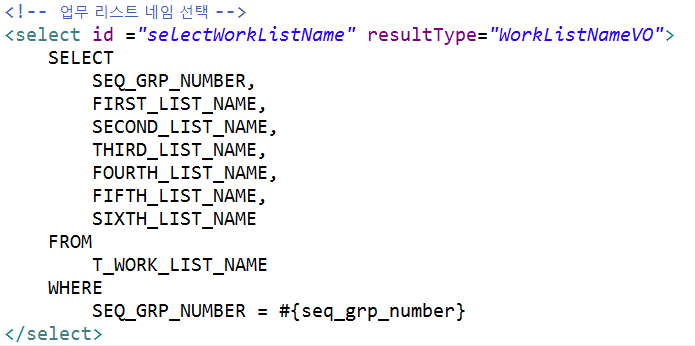 <!-- 업무 리스트 네임 선택 -->
<select id ="selectWorkListName" resultType="WorkListNameVO">
    SELECT
        SEQ_GRP_NUMBER,
        FIRST_LIST_NAME,
        SECOND_LIST_NAME,
        THIRD_LIST_NAME,
        FOURTH_LIST_NAME,
        FIFTH_LIST_NAME,
        SIXTH_LIST_NAME
    FROM
        T_WORK_LIST_NAME
    WHERE
        SEQ_GRP_NUMBER = #{seq_grp_number}
</select>